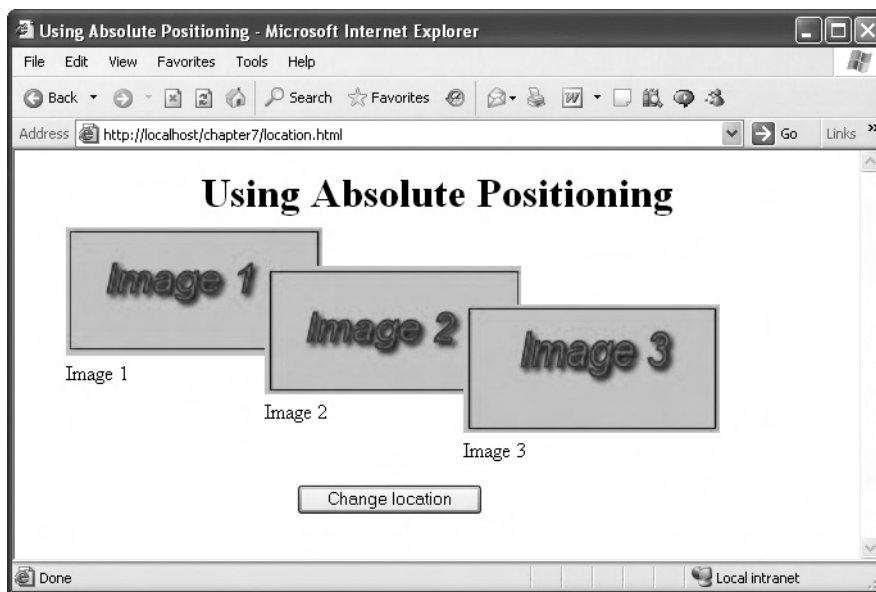 Using Absolute Positioning - Microsoft Internet Explorer
File Edit View Favorites Tools Help
Back Search Favorites W
Address http://localhost/chapter7/location.html Go Links »
Using Absolute Positioning
Image 1
Image 2
Image 3
Image 1
Image 2
Image 3
Change location
Done Local intranet